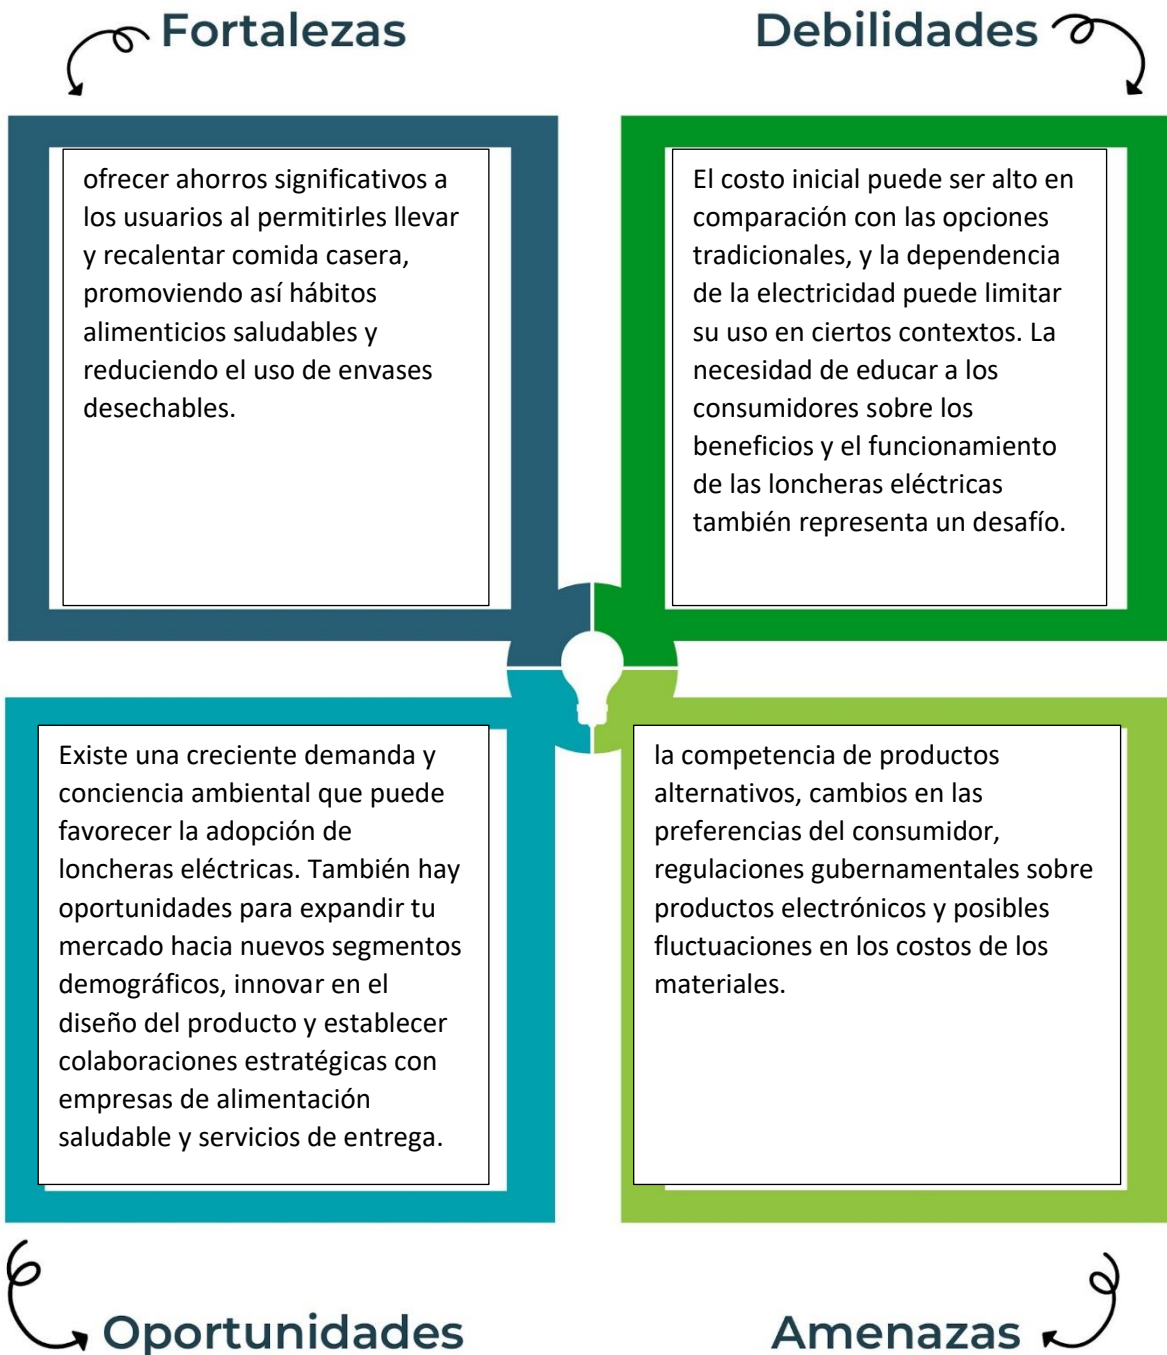 Fortalezas
ofrecer ahorros significativos a
los usuarios al permitirles llevar
y recalentar comida casera,
promoviendo así hábitos
alimenticios saludables y
reduciendo el uso de envases
desechables.
Debilidades
El costo inicial puede ser alto en
comparación con las opciones
tradicionales, y la dependencia
de la electricidad puede limitar
su uso en ciertos contextos. La
necesidad de educar a los
consumidores sobre los
beneficios y el funcionamiento
de las loncheras eléctricas
también representa un desafío.
Existe una creciente demanda y
conciencia ambiental que puede
favorecer la adopción de
loncheras eléctricas. También hay
oportunidades para expandir tu
mercado hacia nuevos segmentos
demográficos, innovar en el
diseño del producto y establecer
colaboraciones estratégicas con
empresas de alimentación
saludable y servicios de entrega.
Oportunidades
la competencia de productos
alternativos, cambios en las
preferencias del consumidor,
regulaciones gubernamentales sobre
productos electrónicos y posibles
fluctuaciones en los costos de los
materiales.
Amenazas